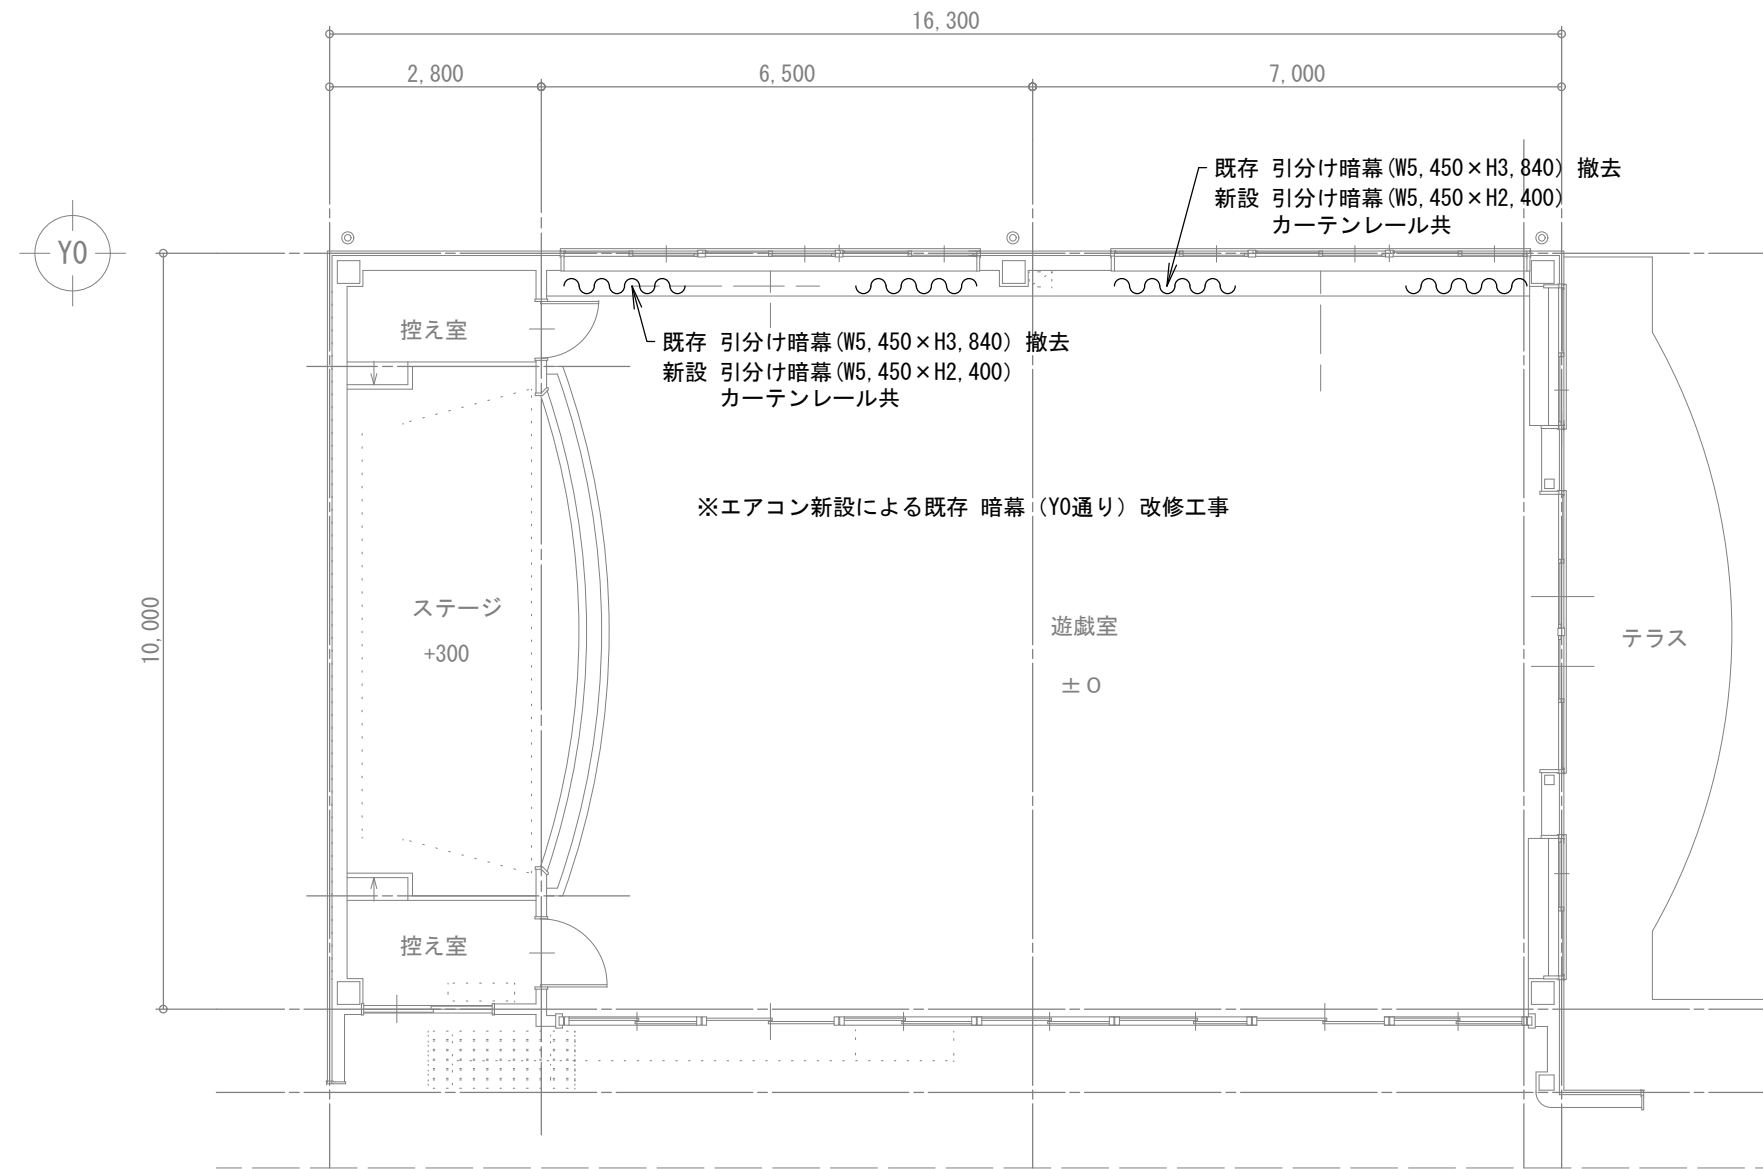 16,300
2,800
6,500
7,000
既存 引分け暗幕(W5,450×H3,840) 撤去
新設 引分け暗幕(W5,450×H2,400)
カーテンレール共
Y0
控え室
既存 引分け暗幕(W5,450×H3,840) 撤去
新設 引分け暗幕(W5,450×H2,400)
カーテンレール共
※エアコン新設による既存 暗幕（Y0通り）改修工事
10,000
ステージ
+300
遊戯室
±0
テラス
控え室